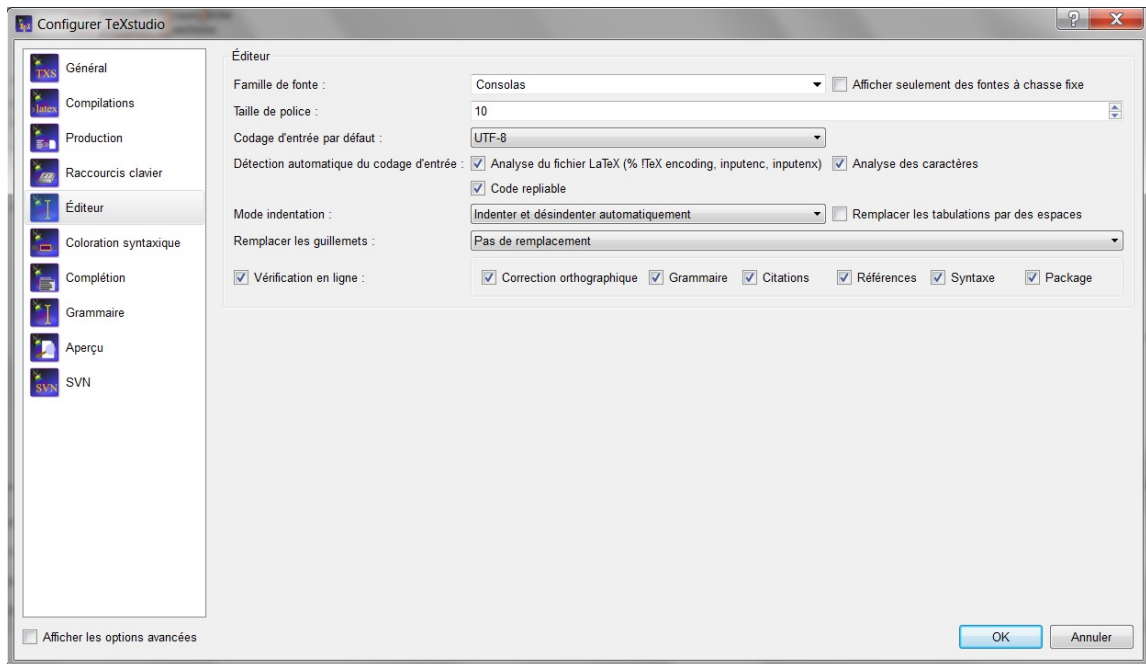 Configurer TeXstudio
Général
Compilations
Production
Raccourcis clavier
Éditeur
Coloration syntaxique
Complétion
Grammaire
Aperçu
SVN
Afficher les options avancées
Éditeur
Famille de fonte : Consolas Afficher seulement des fontes à chasse fixe
Taille de police : 10
Codage d'entrée par défaut : UTF-8
Détection automatique du codage d'entrée : Analyse du fichier LaTeX (% !TeX encoding, inputenc, inputenx) Analyse des caractères
Code repliable
Mode indentation : Indenter et désindenter automatiquement Remplacer les tabulations par des espaces
Remplacer les guillemets : Pas de remplacement
Vérification en ligne : Correction orthographique Grammaire Citations Références Syntaxe Package
OK Annuler